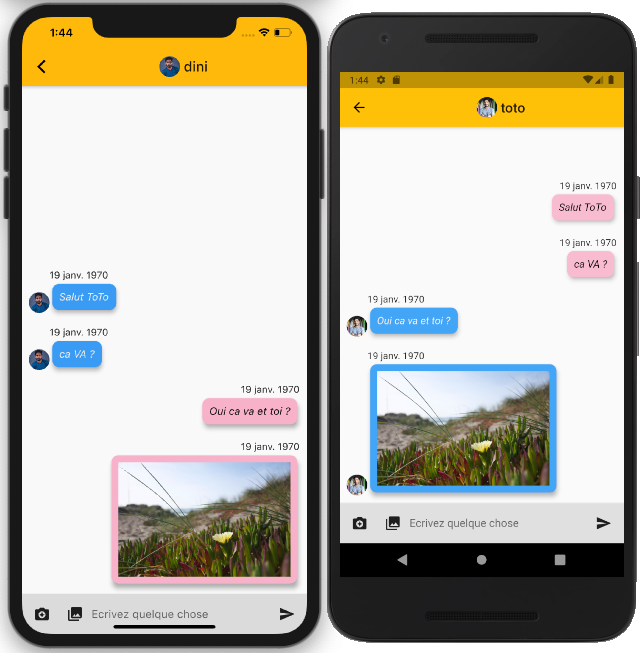 1:44
dini
19 janv. 1970
Salut ToTo
19 janv. 1970
ca VA ?
19 janv. 1970
Oui ca va et toi ?
19 janv. 1970
Ecrivez quelque chose
1:44
toto
19 janv. 1970
Salut ToTo
19 janv. 1970
ca VA ?
19 janv. 1970
Oui ca va et toi ?
19 janv. 1970
Ecrivez quelque chose